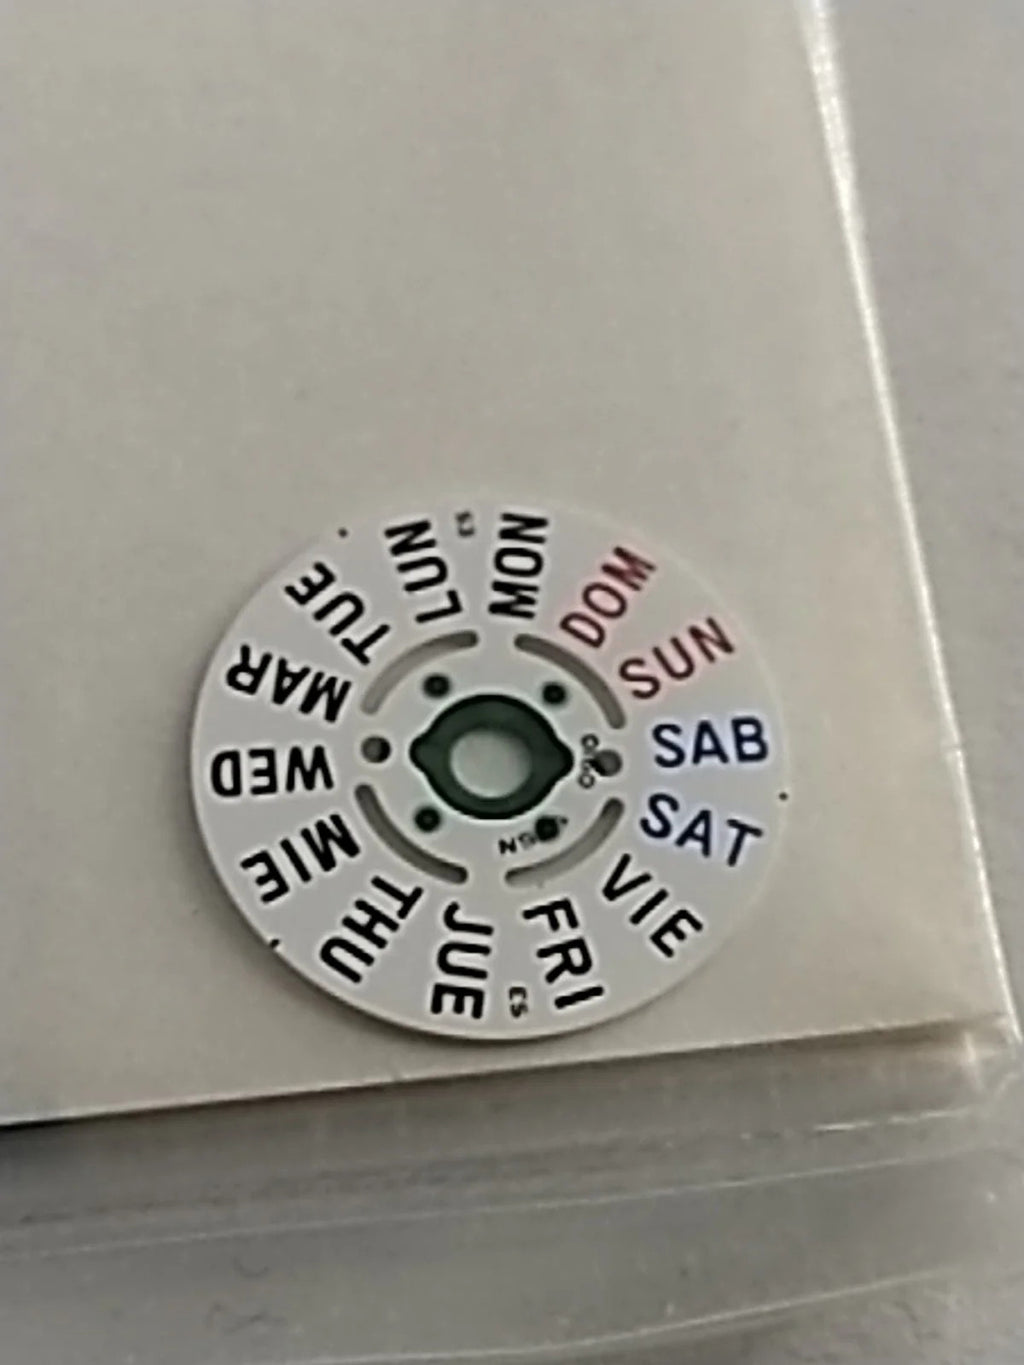 MON
LUN
TUE
MAR
WED
MIE
THU
JUE
FRI
VIE
SAT
SAB
SUN
DOM